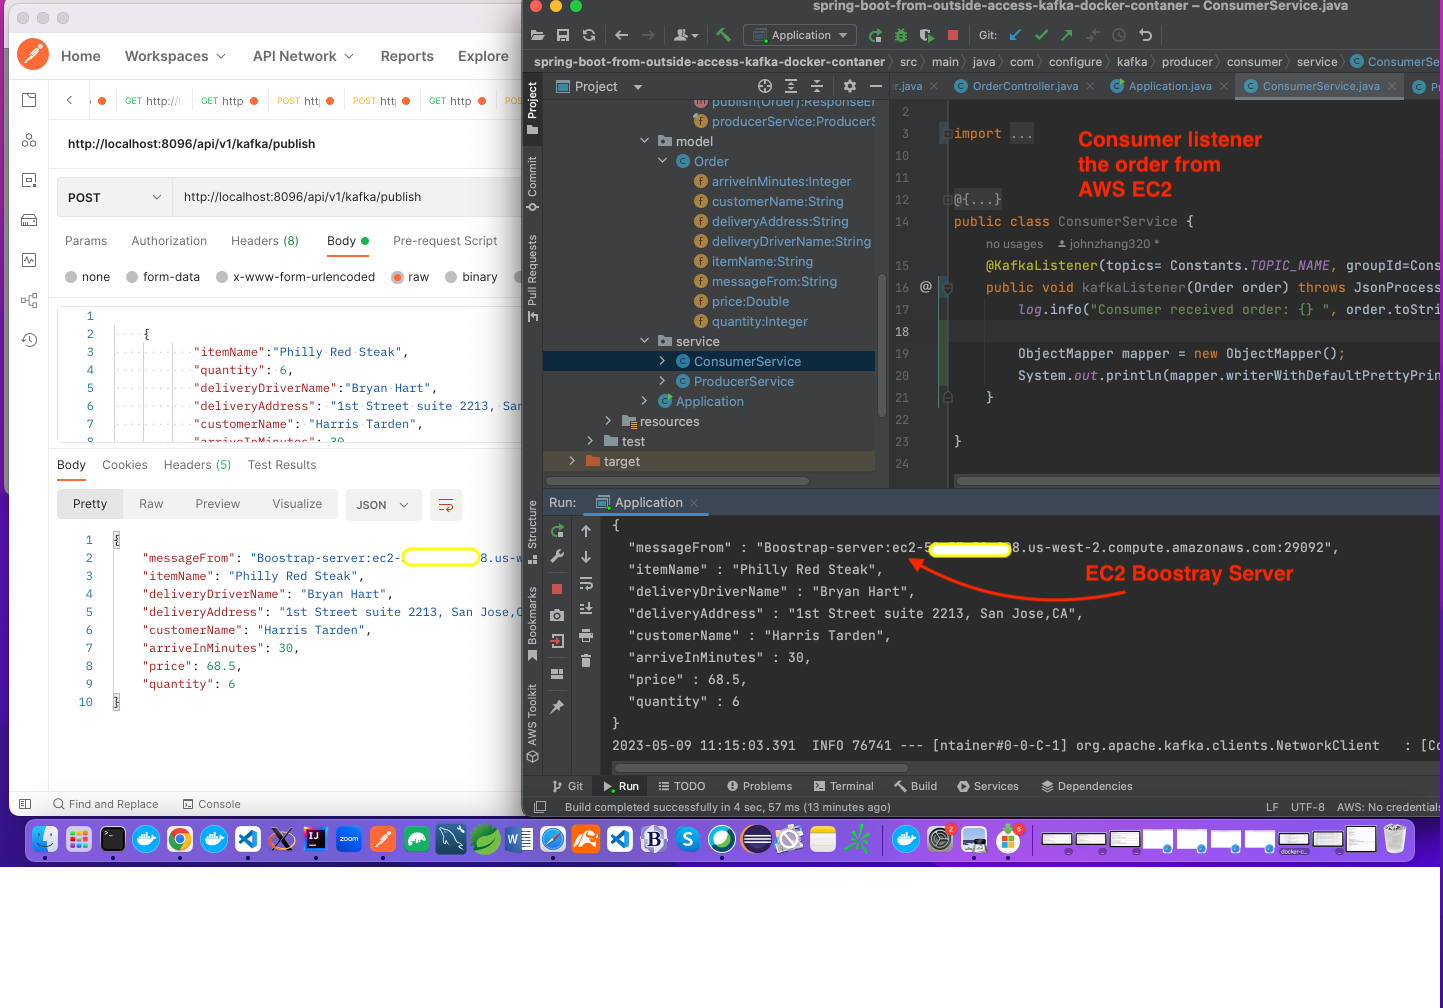 Home Workspaces API Network Reports Explore
GET http://l GET http POST htt POST htt GET http POS
http://localhost:8096/api/v1/kafka/publish
POST http://localhost:8096/api/v1/kafka/publish
Params Authorization Headers (8) Body Pre-request Script
none form-data x-www-form-urlencoded raw binary
1
2 {
3 "itemName":"Philly Red Steak",
4 "quantity": 6,
5 "deliveryDriverName":"Bryan Hart",
6 "deliveryAddress": "1st Street suite 2213, San
7 "customerName": "Harris Tarden",
8 "arriveInMinutes": 30
Body Cookies Headers (5) Test Results
Pretty Raw Preview Visualize JSON
1 {
2 "messageFrom": "Boostrap-server:ec2- 8.us-w
3 "itemName": "Philly Red Steak",
4 "deliveryDriverName": "Bryan Hart",
5 "deliveryAddress": "1st Street suite 2213, San Jose,C
6 "customerName": "Harris Tarden",
7 "arriveInMinutes": 30,
8 "price": 68.5,
9 "quantity": 6
10 }
Find and Replace Console
spring-boot-from-outside-access-kafka-docker-contaner – ConsumerService.java
Application Git:
spring-boot-from-outside-access-kafka-docker-contaner src main java com configure kafka producer consumer service ConsumerSe
Project
er.java OrderController.java Application.java ConsumerService.java Pr
Project
Commit
Pull Requests
publish(Order):ResponseEr
producerService:ProducerS
model
Order
arriveInMinutes:Integer
customerName:String
deliveryAddress:String
deliveryDriverName:String
itemName:String
messageFrom:String
price:Double
quantity:Integer
service
ConsumerService
ProducerService
Application
resources
test
target
2
3 import ...
10
11
12 @{...}
14 public class ConsumerService {
no usages johnzhang320 *
15 @KafkaListener(topics= Constants.TOPIC_NAME, groupId=Cons
16 @ public void kafkaListener(Order order) throws JsonProcess
17 log.info("Consumer received order: {} ", order.toStri
18
19 ObjectMapper mapper = new ObjectMapper();
20 System.out.println(mapper.writerWithDefaultPrettyPrin
21 }
22
23 }
24
Consumer listener
the order from
AWS EC2
Run: Application
Structure
Bookmarks
AWS Toolkit
{
"messageFrom" : "Boostrap-server:ec2-5 8.us-west-2.compute.amazonaws.com:29092",
"itemName" : "Philly Red Steak",
"deliveryDriverName" : "Bryan Hart",
"deliveryAddress" : "1st Street suite 2213, San Jose,CA",
"customerName" : "Harris Tarden",
"arriveInMinutes" : 30,
"price" : 68.5,
"quantity" : 6
}
2023-05-09 11:15:03.391 INFO 76741 --- [ntainer#0-0-C-1] org.apache.kafka.clients.NetworkClient : [Co
EC2 Boostray Server
Git Run TODO Problems Terminal Build Services Dependencies
Build completed successfully in 4 sec, 57 ms (13 minutes ago) LF UTF-8 AWS: No credentials
zoom